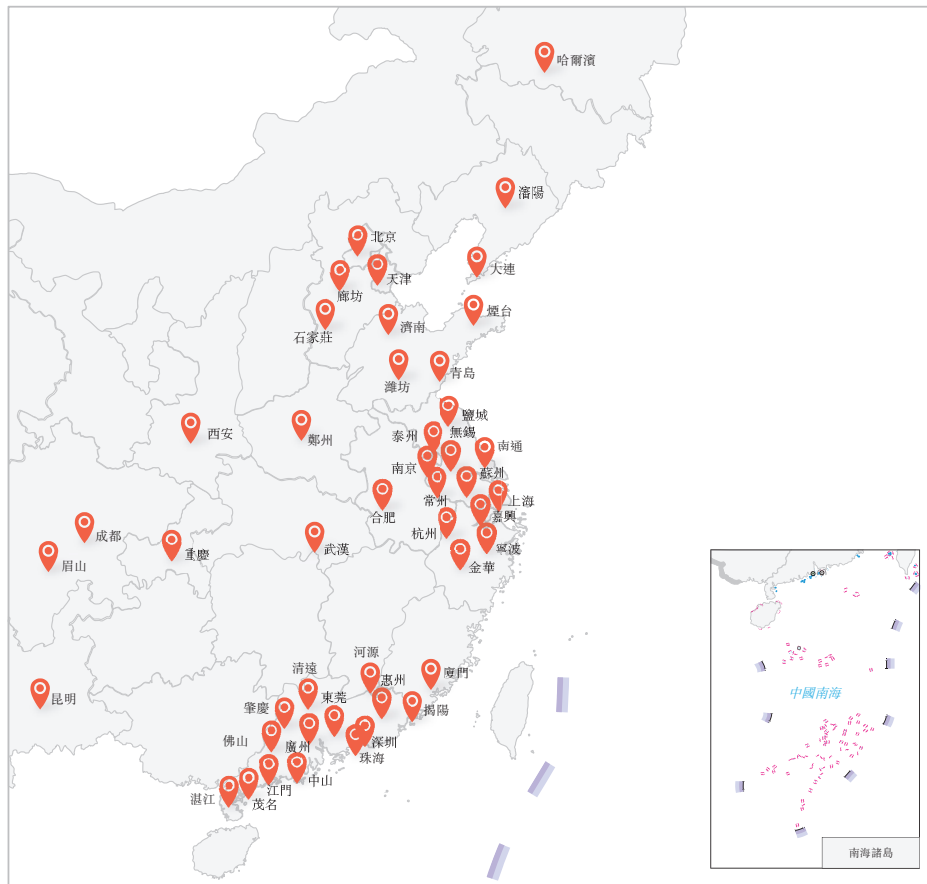 哈爾濱
瀋陽
北京
大連
天津
廊坊
煙台
石家莊
濟南
濰坊
青島
鹽城
西安
鄭州
泰州
無錫
南通
南京
蘇州
常州
上海
合肥
嘉興
杭州
成都
武漢
重慶
寧波
眉山
金華
河源
清遠
惠州
廈門
昆明
肇慶
東莞
揭陽
佛山
廣州
深圳
珠海
中山
江門
湛江
茂名
中國南海
南海諸島